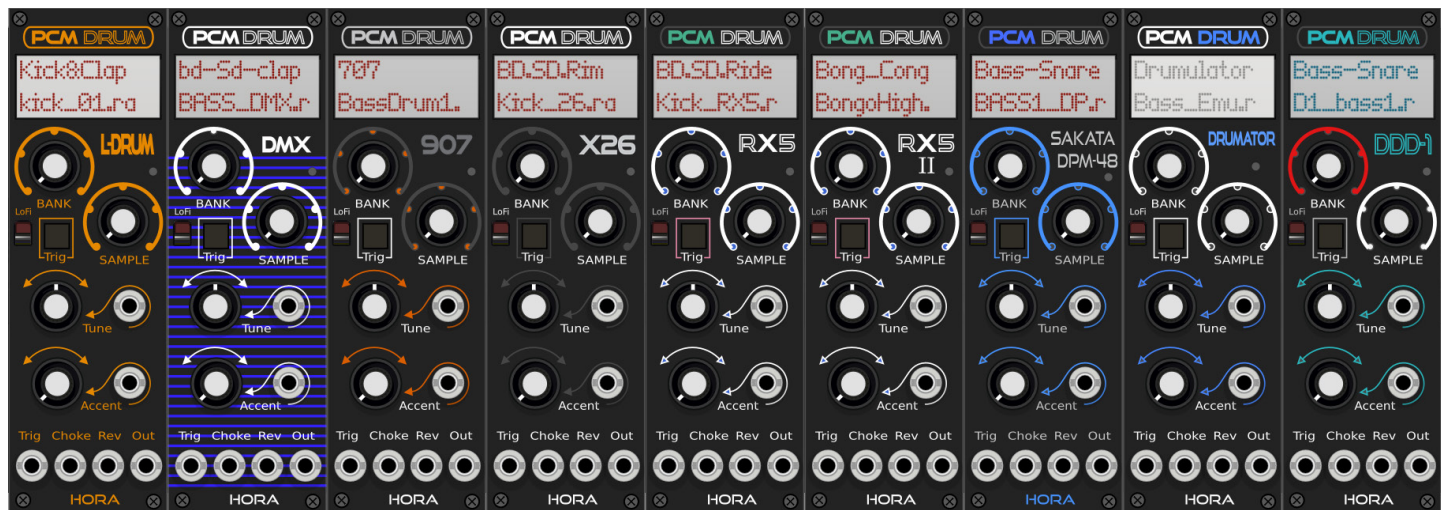 PCM DRUM
Kick&Clap
kick_01.ra
L-DRUM
BANK
LoFi
Trig
SAMPLE
Tune
Accent
Trig Choke Rev Out
HORA
PCM DRUM
bd-Sd-clap
BASS_DMX.r
DMX
BANK
LoFi
Trig
SAMPLE
Tune
Accent
Trig Choke Rev Out
HORA
PCM DRUM
707
BassDrum1.
907
BANK
LoFi
Trig
SAMPLE
Tune
Accent
Trig Choke Rev Out
HORA
PCM DRUM
BD.SD.Rim
Kick_26.ra
X26
BANK
LoFi
Trig
SAMPLE
Tune
Accent
Trig Choke Rev Out
HORA
PCM DRUM
BD.SD.Ride
Kick_RX5.r
RX5
BANK
LoFi
Trig
SAMPLE
Tune
Accent
Trig Choke Rev Out
HORA
PCM DRUM
Bong_Cong
BongoHigh.
RX5
II
BANK
LoFi
Trig
SAMPLE
Tune
Accent
Trig Choke Rev Out
HORA
PCM DRUM
Bass-Snare
BASS1_DP.r
SAKATA
DPM-48
BANK
LoFi
Trig
SAMPLE
Tune
Accent
Trig Choke Rev Out
HORA
PCM DRUM
Drumulator
Bass_Emu.r
DRUMATOR
BANK
LoFi
Trig
SAMPLE
Tune
Accent
Trig Choke Rev Out
HORA
PCM DRUM
Bass-Snare
D1_bass1.r
DDD-1
BANK
LoFi
Trig
SAMPLE
Tune
Accent
Trig Choke Rev Out
HORA